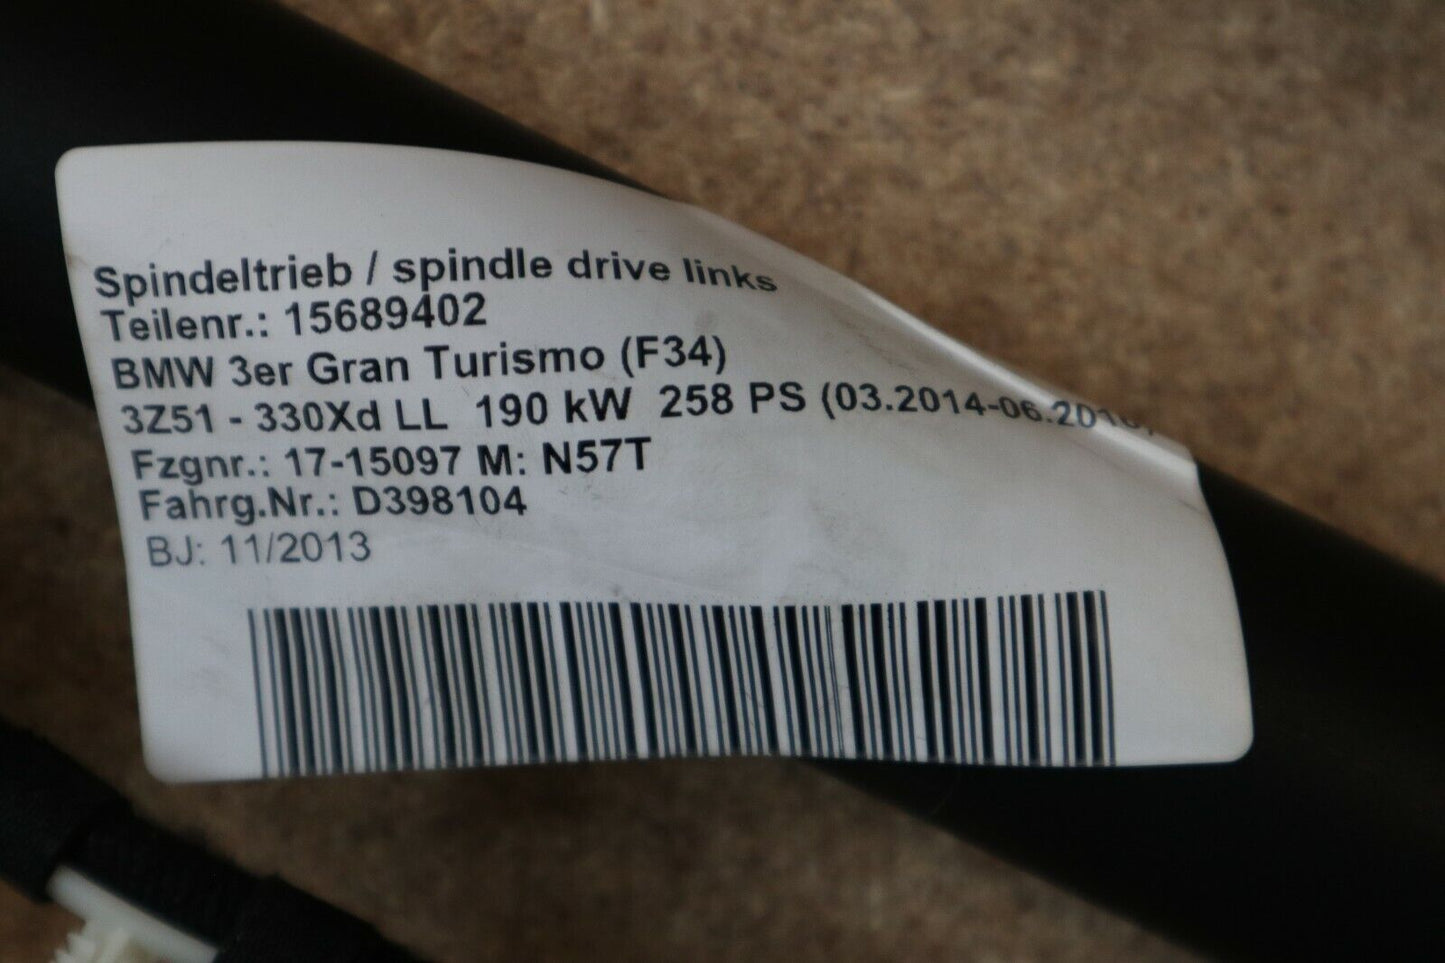 Spindeltrieb / spindle drive links
Teilenr.: 15689402
BMW 3er Gran Turismo (F34)
3Z51 - 330Xd LL 190 kW 258 PS
Fzgnr.: 17-15097 M: N57T
Fahrg.Nr.: D398104
BJ: 11/2013